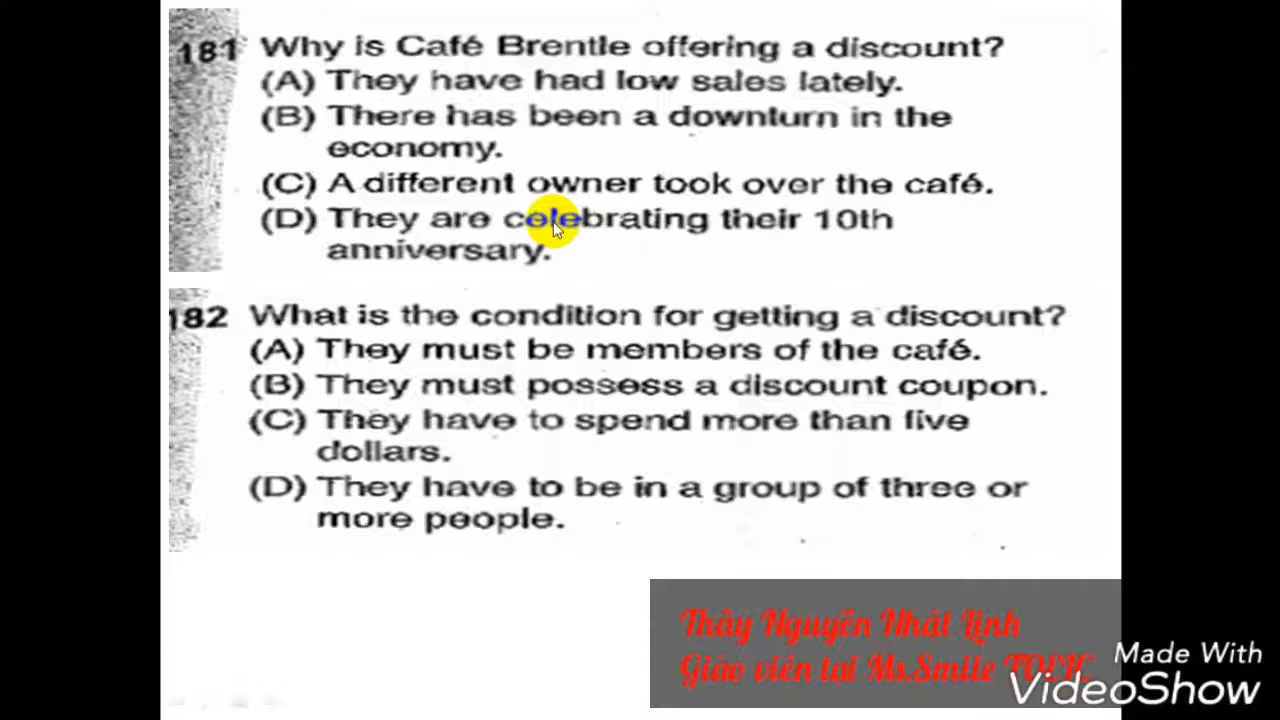 181 Why is Café Brentle offering a discount?
(A) They have had low sales lately.
(B) There has been a downturn in the
economy.
(C) A different owner took over the café.
(D) They are celebrating their 10th
anniversary.
182 What is the condition for getting a discount?
(A) They must be members of the café.
(B) They must possess a discount coupon.
(C) They have to spend more than five
dollars.
(D) They have to be in a group of three or
more people.
Thầy Nguyễn Nhật Linh
Giáo viên tại Ms.Smile TOEIC
Made With
VideoShow